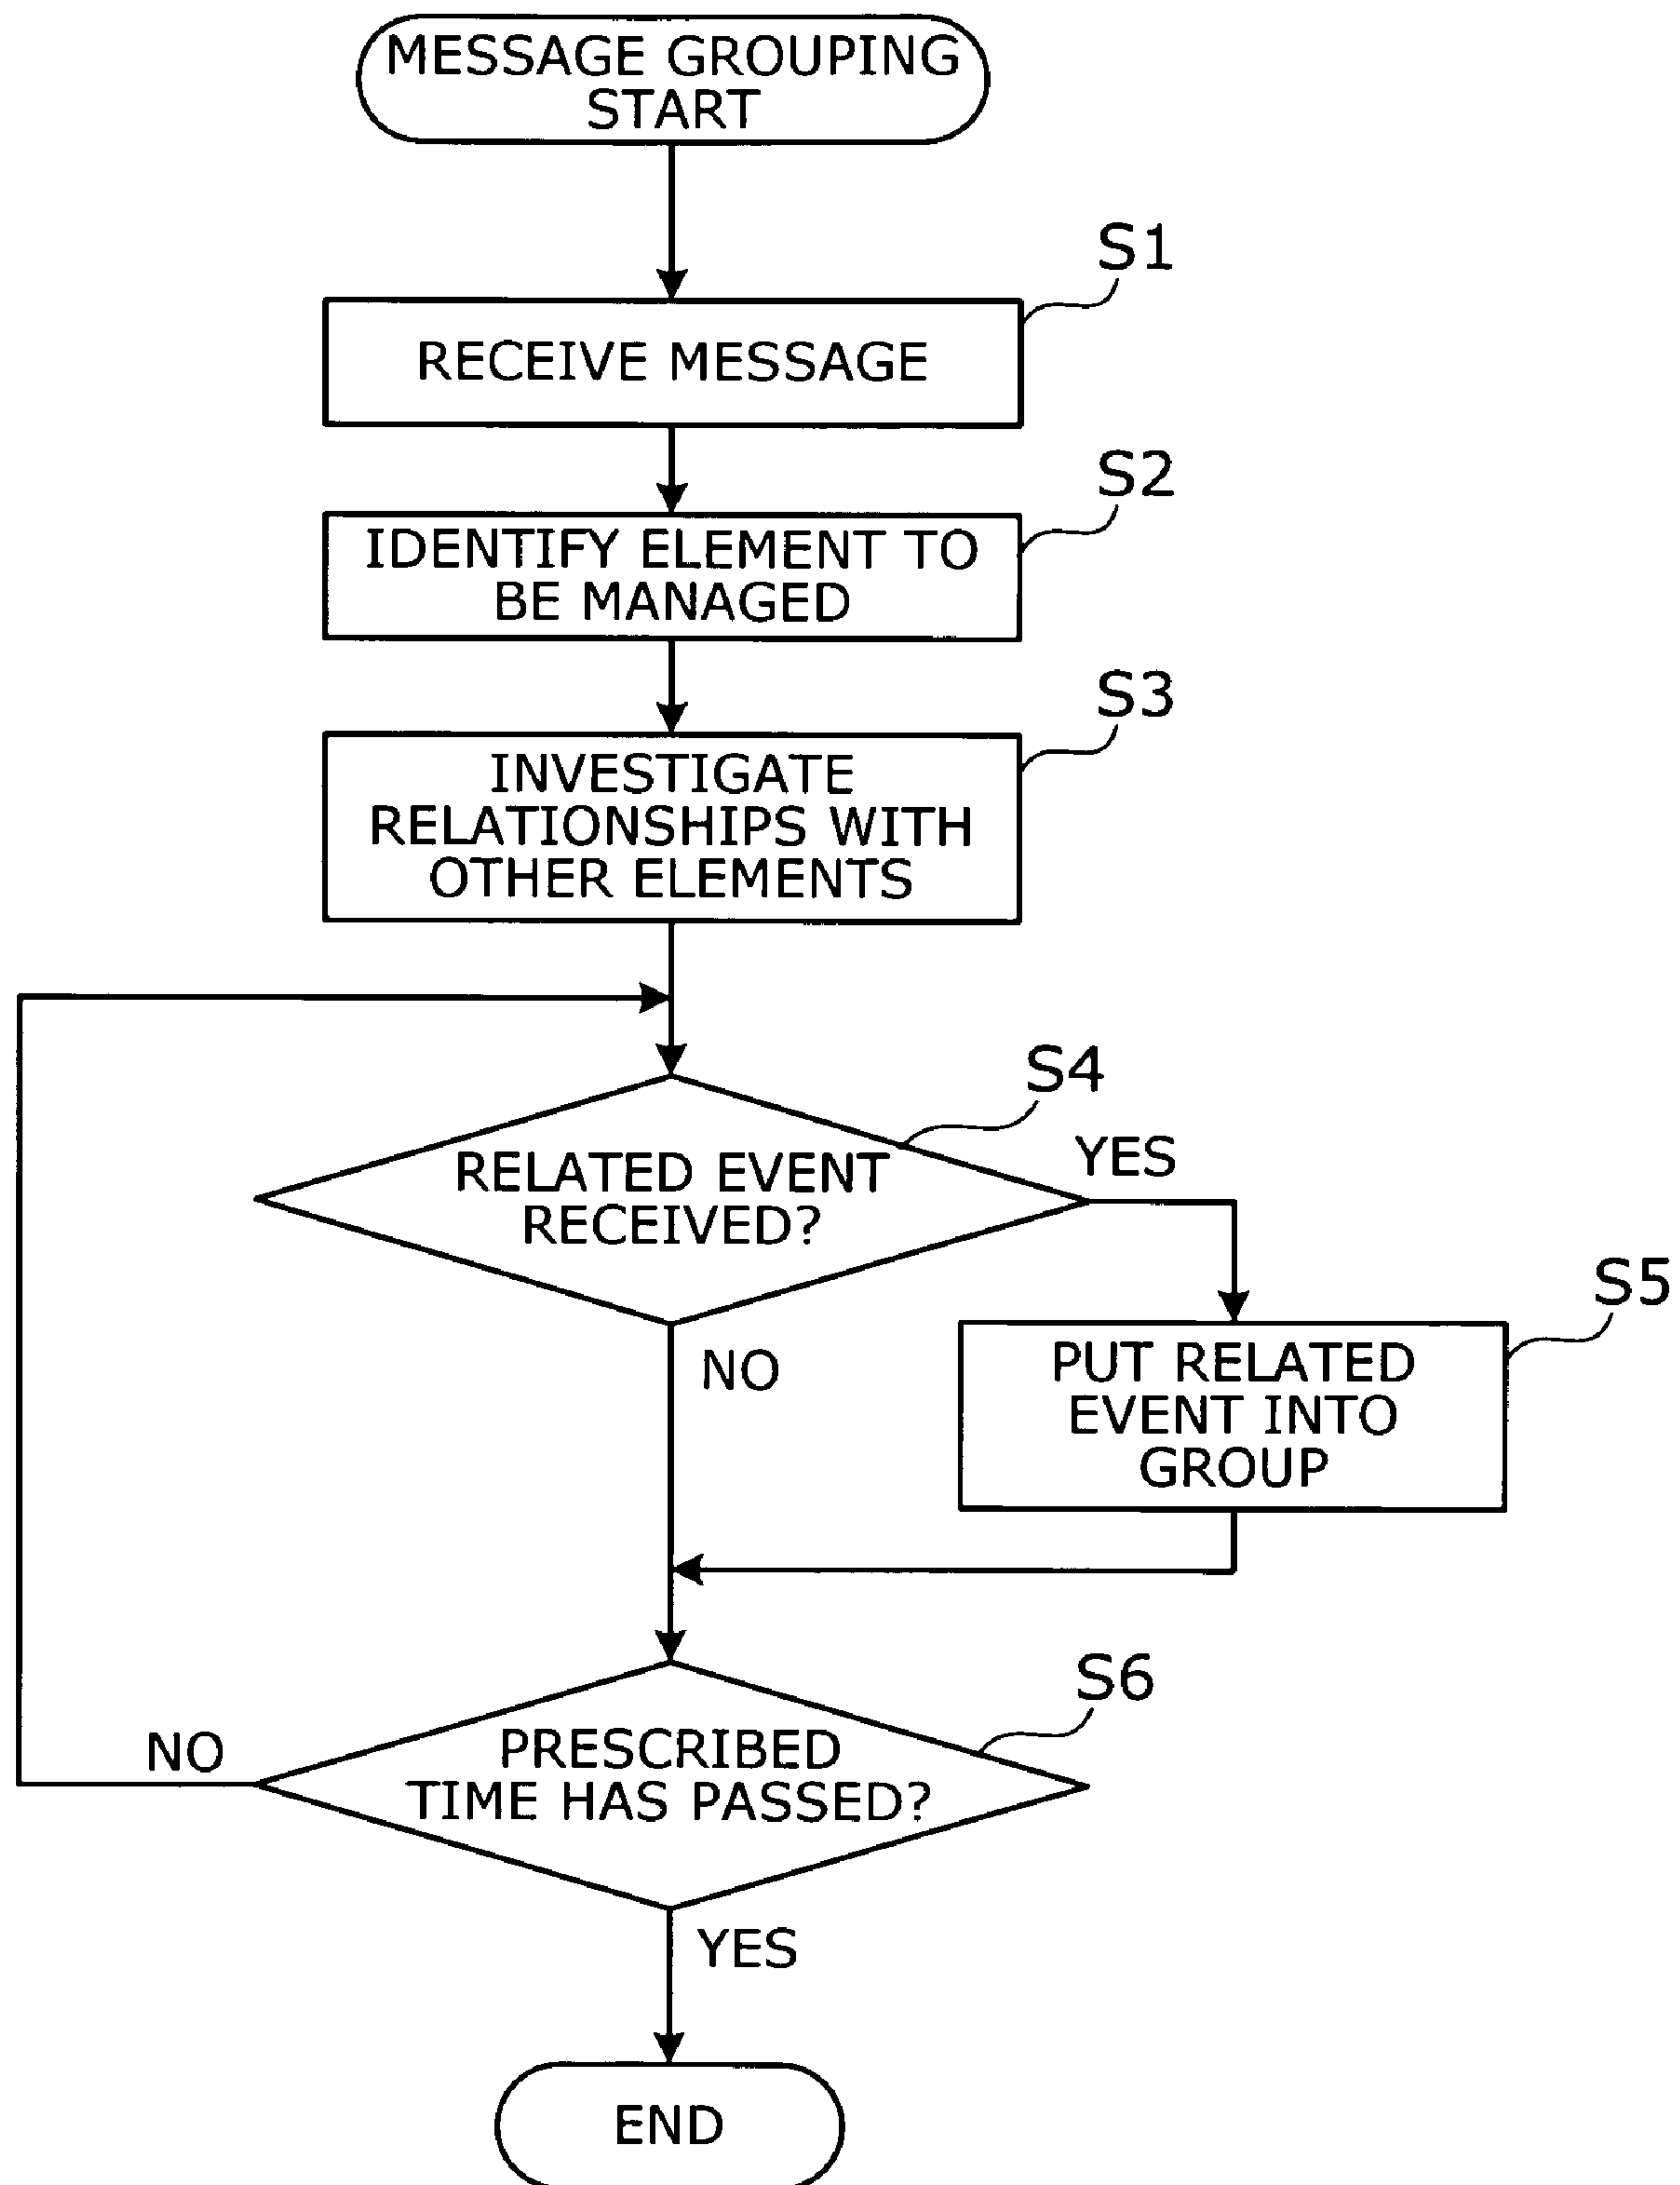 MESSAGE GROUPING
START
S1
RECEIVE MESSAGE
S2
IDENTIFY ELEMENT TO
BE MANAGED
S3
INVESTIGATE
RELATIONSHIPS WITH
OTHER ELEMENTS
S4
RELATED EVENT
RECEIVED?
YES
NO
S5
PUT RELATED
EVENT INTO
GROUP
S6
PRESCRIBED
TIME HAS PASSED?
NO
YES
END